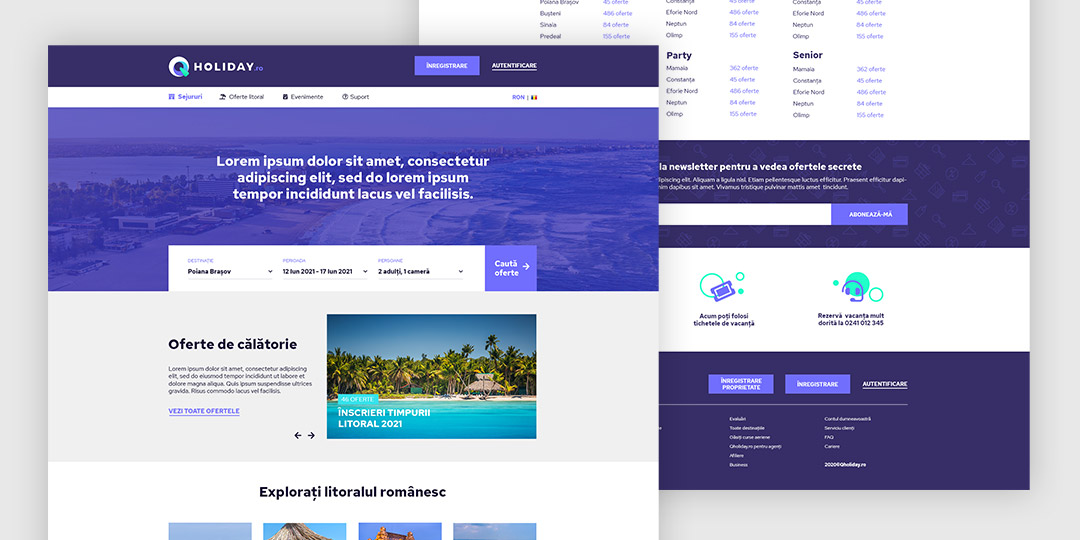 HOLIDAY.ro
ÎNREGISTRARE
AUTENTIFICARE
Sejururi
Oferte litoral
Evenimente
Suport
RON |
Lorem ipsum dolor sit amet, consectetur
adipiscing elit, sed do lorem ipsum
tempor incididunt lacus vel facilisis.
DESTINAȚIE
Poiana Brașov
PERIOADA
12 Iun 2021 - 17 Iun 2021
PERSOANE
2 adulți, 1 cameră
Caută
oferte
Oferte de călătorie
Lorem ipsum dolor sit amet, consectetur adipiscing
elit, sed do eiusmod tempor incididunt ut labore et
dolore magna aliqua. Quis ipsum suspendisse ultrices
gravida. Risus commodo lacus vel facilisis.
VEZI TOATE OFERTELE
46 OFERTE
ÎNSCRIERI TIMPURII
LITORAL 2021
Explorați litoralul românesc
Poiana Brașov 45 oferte
Bușteni 486 oferte
Sinaia 84 oferte
Predeal 155 oferte
Constanța 45 oferte
Eforie Nord 486 oferte
Neptun 84 oferte
Olimp 155 oferte
Constanța 45 oferte
Eforie Nord 486 oferte
Neptun 84 oferte
Olimp 155 oferte
Party
Mamaia 362 oferte
Constanța 45 oferte
Eforie Nord 486 oferte
Neptun 84 oferte
Olimp 155 oferte
Senior
Mamaia 362 oferte
Constanța 45 oferte
Eforie Nord 486 oferte
Neptun 84 oferte
Olimp 155 oferte
la newsletter pentru a vedea ofertele secrete
elit. Aliquam a ligula nisl. Etiam pellentesque luctus efficitur. Praesent efficitur dapi-
dapibus sit amet. Vivamus tristique pulvinar mattis amet tincidunt.
ABONEAZĂ-MĂ
Acum poți folosi
tichetele de vacanță
Rezervă vacanța mult
dorită la 0241 012 345
ÎNREGISTRARE
PROPRIETATE
ÎNREGISTRARE
AUTENTIFICARE
Evaluări
Toate destinațiile
Găsiți curse aeriene
Qholiday.ro pentru agenți
Afiliere
Business
Contul dumneavoastră
Serviciu clienți
FAQ
Cariere
2020©Qholiday.ro